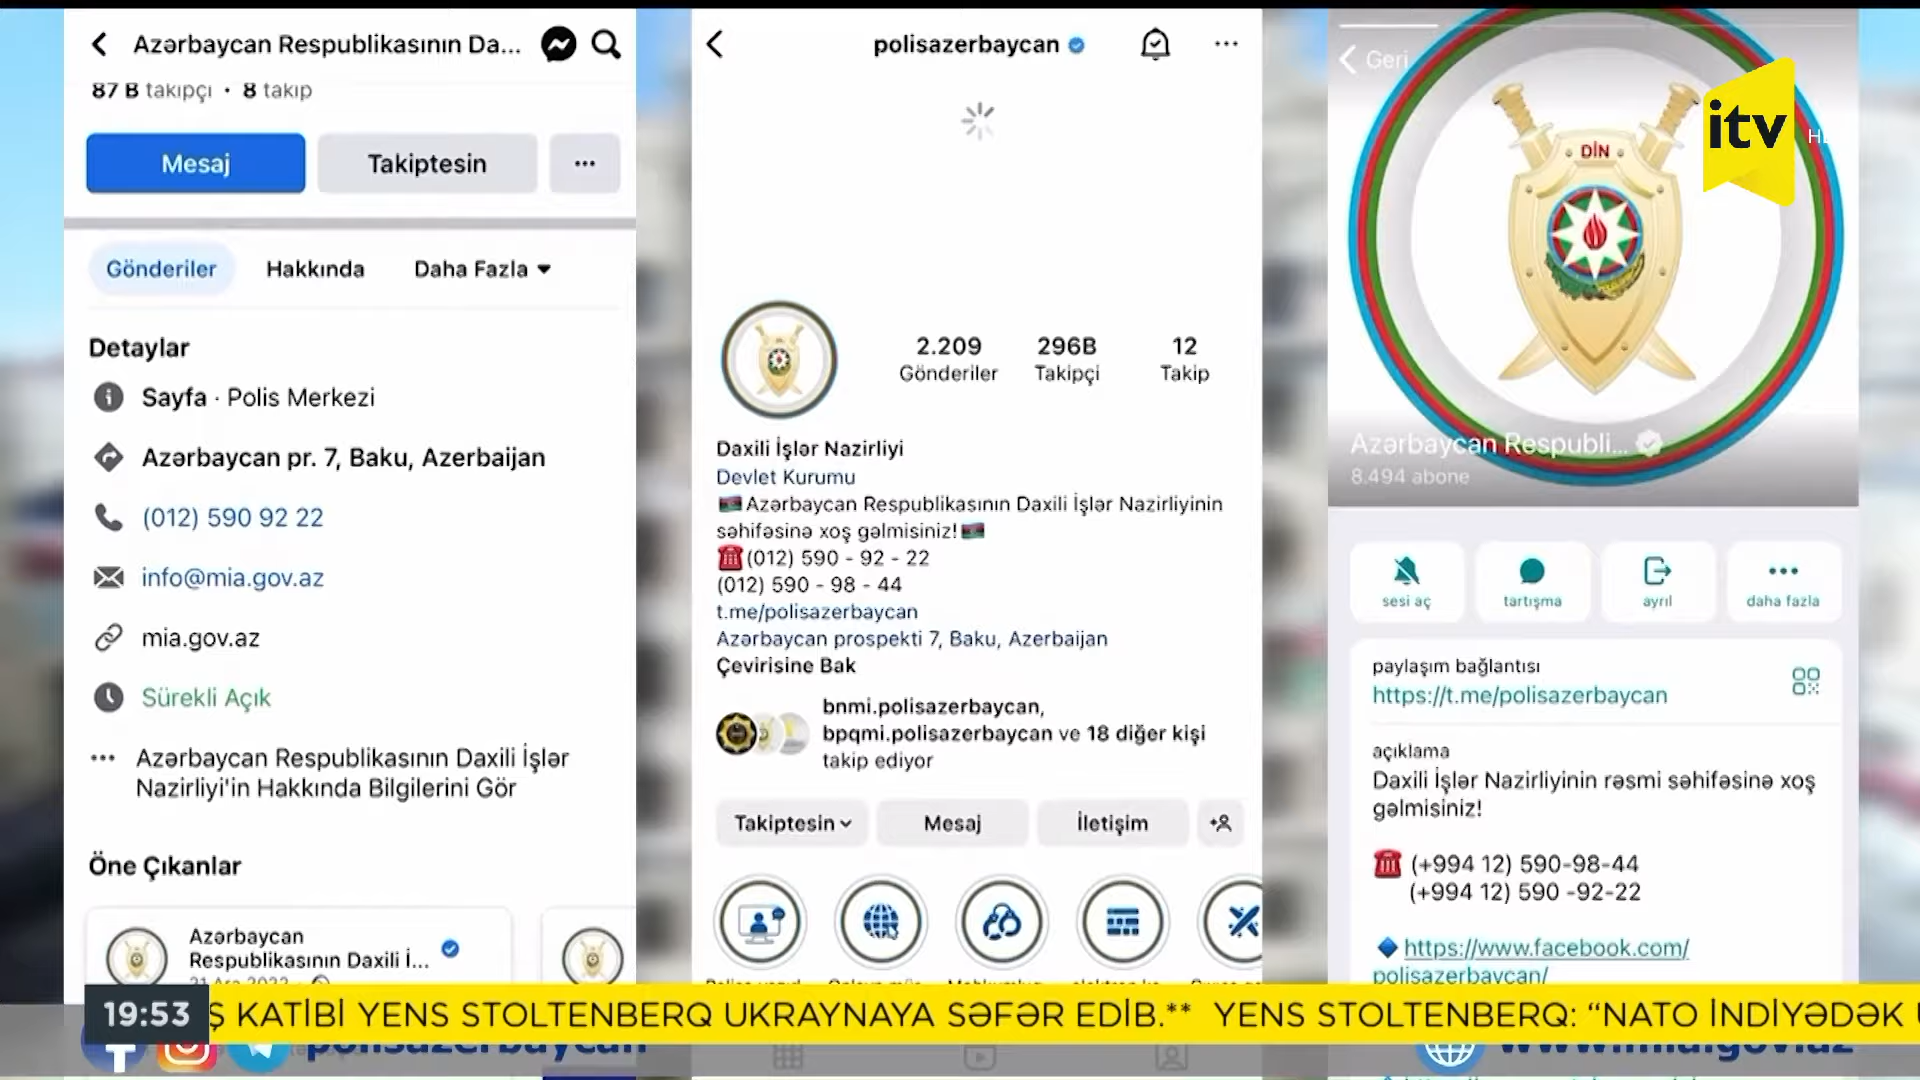 Azərbaycan Respublikasının Da...
87 B takipçi • 8 takip
Mesaj
Takiptesin
Gönderiler
Hakkında
Daha Fazla
Detaylar
Sayfa · Polis Merkezi
Azərbaycan pr. 7, Baku, Azerbaijan
(012) 590 92 22
info@mia.gov.az
mia.gov.az
Sürekli Açık
Azərbaycan Respublikasının Daxili İşlər
Nazirliyi'in Hakkında Bilgilerini Gör
Öne Çıkanlar
Azərbaycan
Respublikasının Daxili İ...
polisazerbaycan
2.209
Gönderiler
296B
Takipçi
12
Takip
Daxili İşlər Nazirliyi
Devlet Kurumu
Azərbaycan Respublikasının Daxili İşlər Nazirliyinin
səhifəsinə xoş gəlmisiniz!
(012) 590 - 92 - 22
(012) 590 - 98 - 44
t.me/polisazerbaycan
Azərbaycan prospekti 7, Baku, Azerbaijan
Çevirisine Bak
bnmi.polisazerbaycan,
bpqmi.polisazerbaycan ve 18 diğer kişi
takip ediyor
Takiptesin
Mesaj
İletişim
Geri
DİN
itv
Azərbaycan Respubli...
8.494 abone
sesi aç
tartışma
ayrıl
daha fazla
paylaşım bağlantısı
https://t.me/polisazerbaycan
açıklama
Daxili İşlər Nazirliyinin rəsmi səhifəsinə xoş
gəlmisiniz!
(+994 12) 590-98-44
(+994 12) 590 -92-22
https://www.facebook.com/
polisazerbaycan/
19:53
Ş KATİBİ YENS STOLTENBERQ UKRAYNAYA SƏFƏR EDİB.** YENS STOLTENBERQ: “NATO İNDİYƏDƏK
polisazerbaycan
www.mia.gov.az